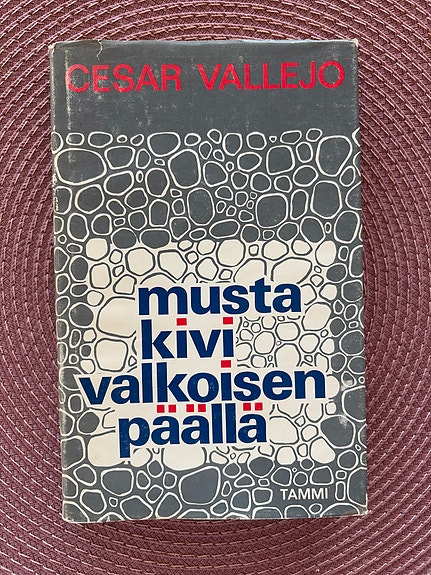 CESAR VALLEJO
musta
kivi
valkoisen
päällä
TAMMI